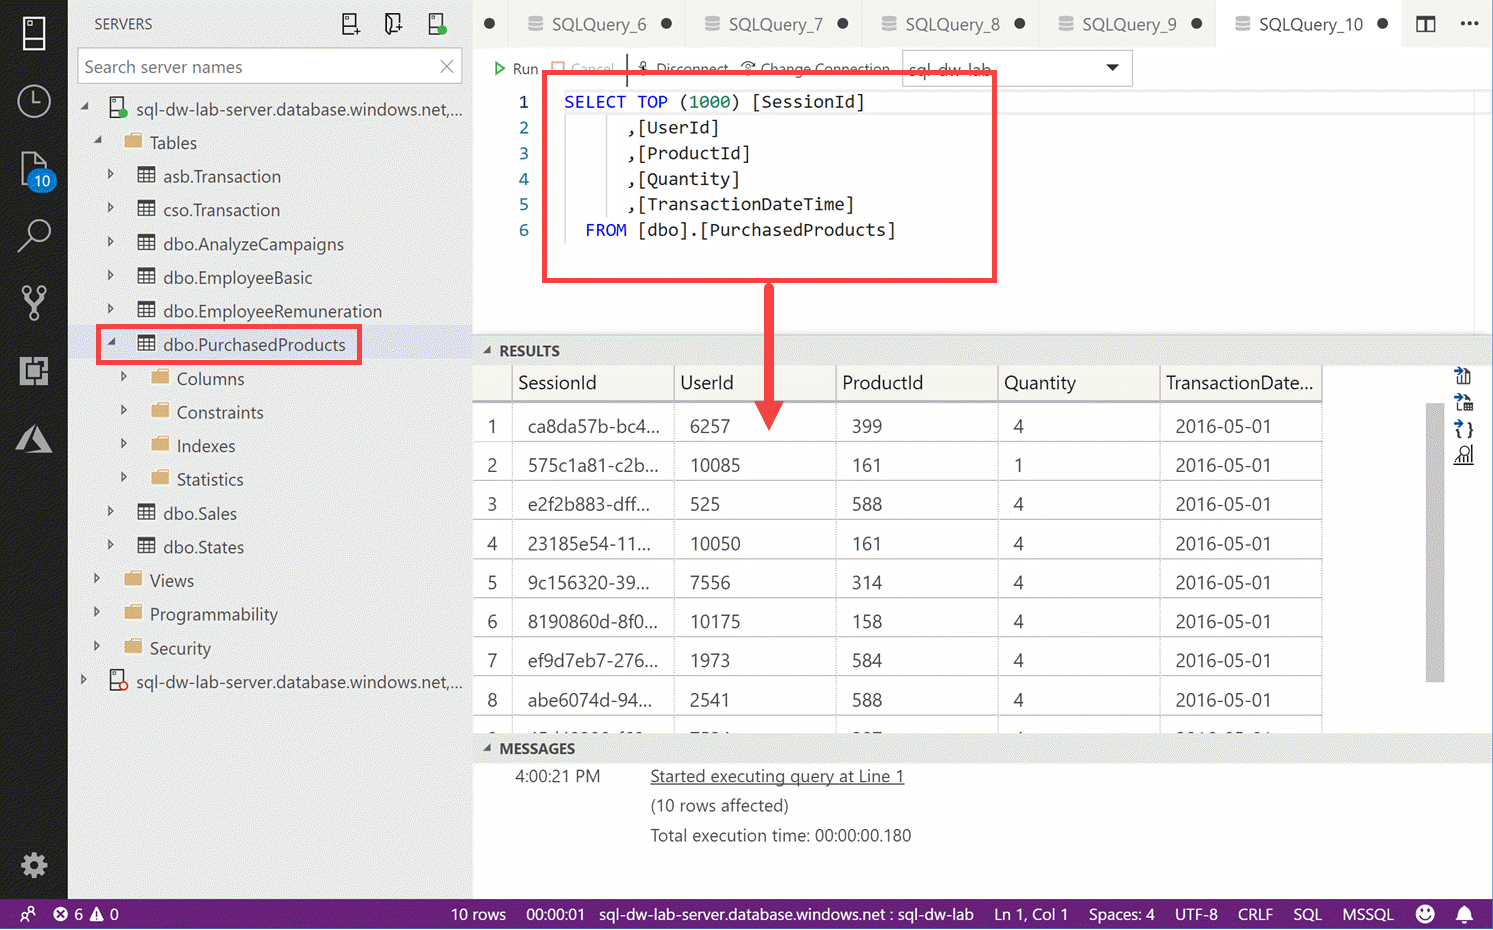 SERVERS
Search server names
10
sql-dw-lab-server.database.windows.net,...
Tables
asb.Transaction
cso.Transaction
dbo.AnalyzeCampaigns
dbo.EmployeeBasic
dbo.EmployeeRemuneration
dbo.PurchasedProducts
Columns
Constraints
Indexes
Statistics
dbo.Sales
dbo.States
Views
Programmability
Security
sql-dw-lab-server.database.windows.net,...
SQLQuery_6 SQLQuery_7 SQLQuery_8 SQLQuery_9 SQLQuery_10
Run Cancel Disconnect Change Connection sql-dw-lab
1 SELECT TOP (1000) [SessionId]
2 ,[UserId]
3 ,[ProductId]
4 ,[Quantity]
5 ,[TransactionDateTime]
6 FROM [dbo].[PurchasedProducts]
RESULTS
SessionId UserId ProductId Quantity TransactionDate...
1 ca8da57b-bc4... 6257 399 4 2016-05-01
2 575c1a81-c2b... 10085 161 1 2016-05-01
3 e2f2b883-dff... 525 588 4 2016-05-01
4 23185e54-11... 10050 161 4 2016-05-01
5 9c156320-39... 7556 314 4 2016-05-01
6 8190860d-8f0... 10175 158 4 2016-05-01
7 ef9d7eb7-276... 1973 584 4 2016-05-01
8 abe6074d-94... 2541 588 4 2016-05-01
MESSAGES
4:00:21 PM Started executing query at Line 1
(10 rows affected)
Total execution time: 00:00:00.180
6 0 10 rows 00:00:01 sql-dw-lab-server.database.windows.net : sql-dw-lab Ln 1, Col 1 Spaces: 4 UTF-8 CRLF SQL MSSQL